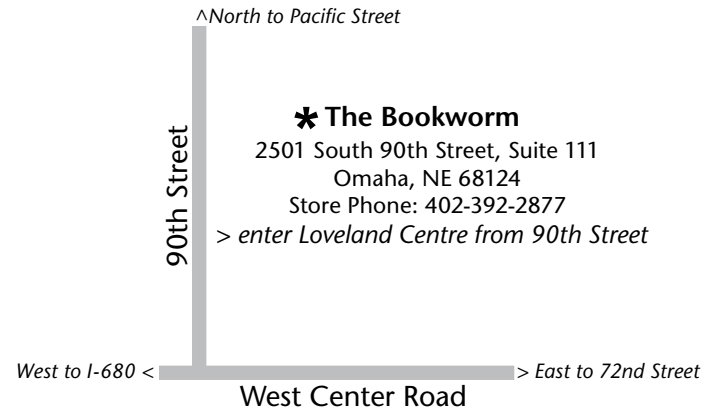 ^North to Pacific Street
90th Street
* The Bookworm
2501 South 90th Street, Suite 111
Omaha, NE 68124
Store Phone: 402-392-2877
> enter Loveland Centre from 90th Street
West to I-680 <
> East to 72nd Street
West Center Road